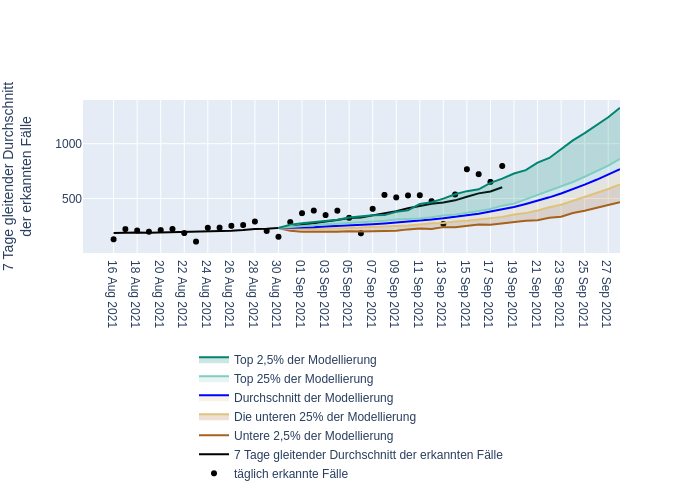 7 Tage gleitender Durchschnitt
der erkannten Fälle
1000
500
16 Aug 2021
18 Aug 2021
20 Aug 2021
22 Aug 2021
24 Aug 2021
26 Aug 2021
28 Aug 2021
30 Aug 2021
01 Sep 2021
03 Sep 2021
05 Sep 2021
07 Sep 2021
09 Sep 2021
11 Sep 2021
13 Sep 2021
15 Sep 2021
17 Sep 2021
19 Sep 2021
21 Sep 2021
23 Sep 2021
25 Sep 2021
27 Sep 2021
Top 2,5% der Modellierung
Top 25% der Modellierung
Durchschnitt der Modellierung
Die unteren 25% der Modellierung
Untere 2,5% der Modellierung
7 Tage gleitender Durchschnitt der erkannten Fälle
täglich erkannte Fälle